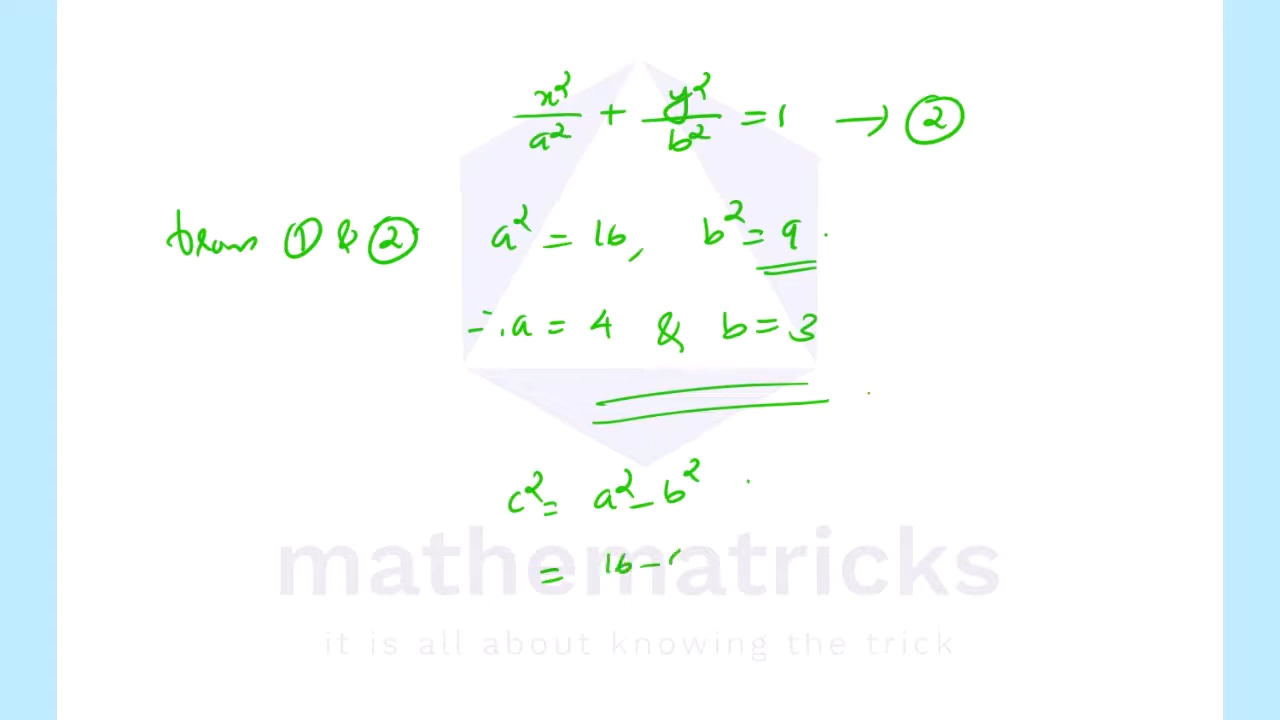 x²/a² + y²/b² = 1 → ②
from ① & ② a² = 16, b² = 9.
∴ a = 4 & b = 3
c² = a² - b²
= 16 -
mathematricks
it is all about knowing the trick